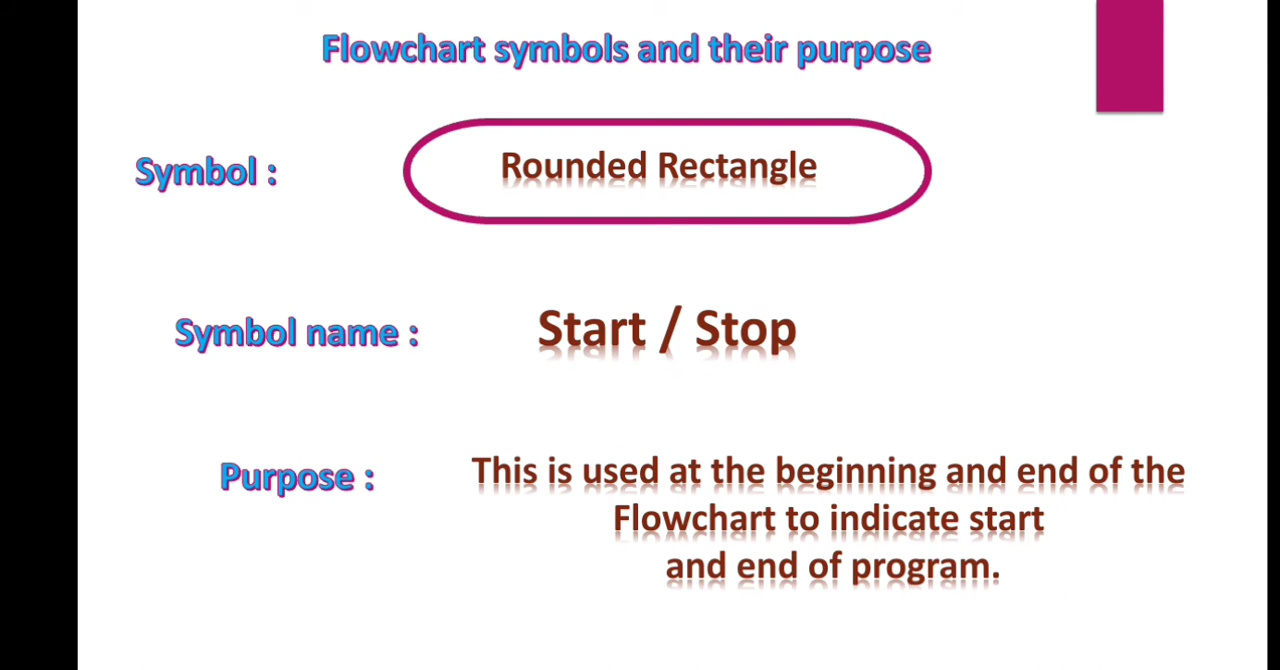 Flowchart symbols and their purpose
Symbol : Rounded Rectangle
Symbol name : Start / Stop
Purpose : This is used at the beginning and end of the
Flowchart to indicate start
and end of program.